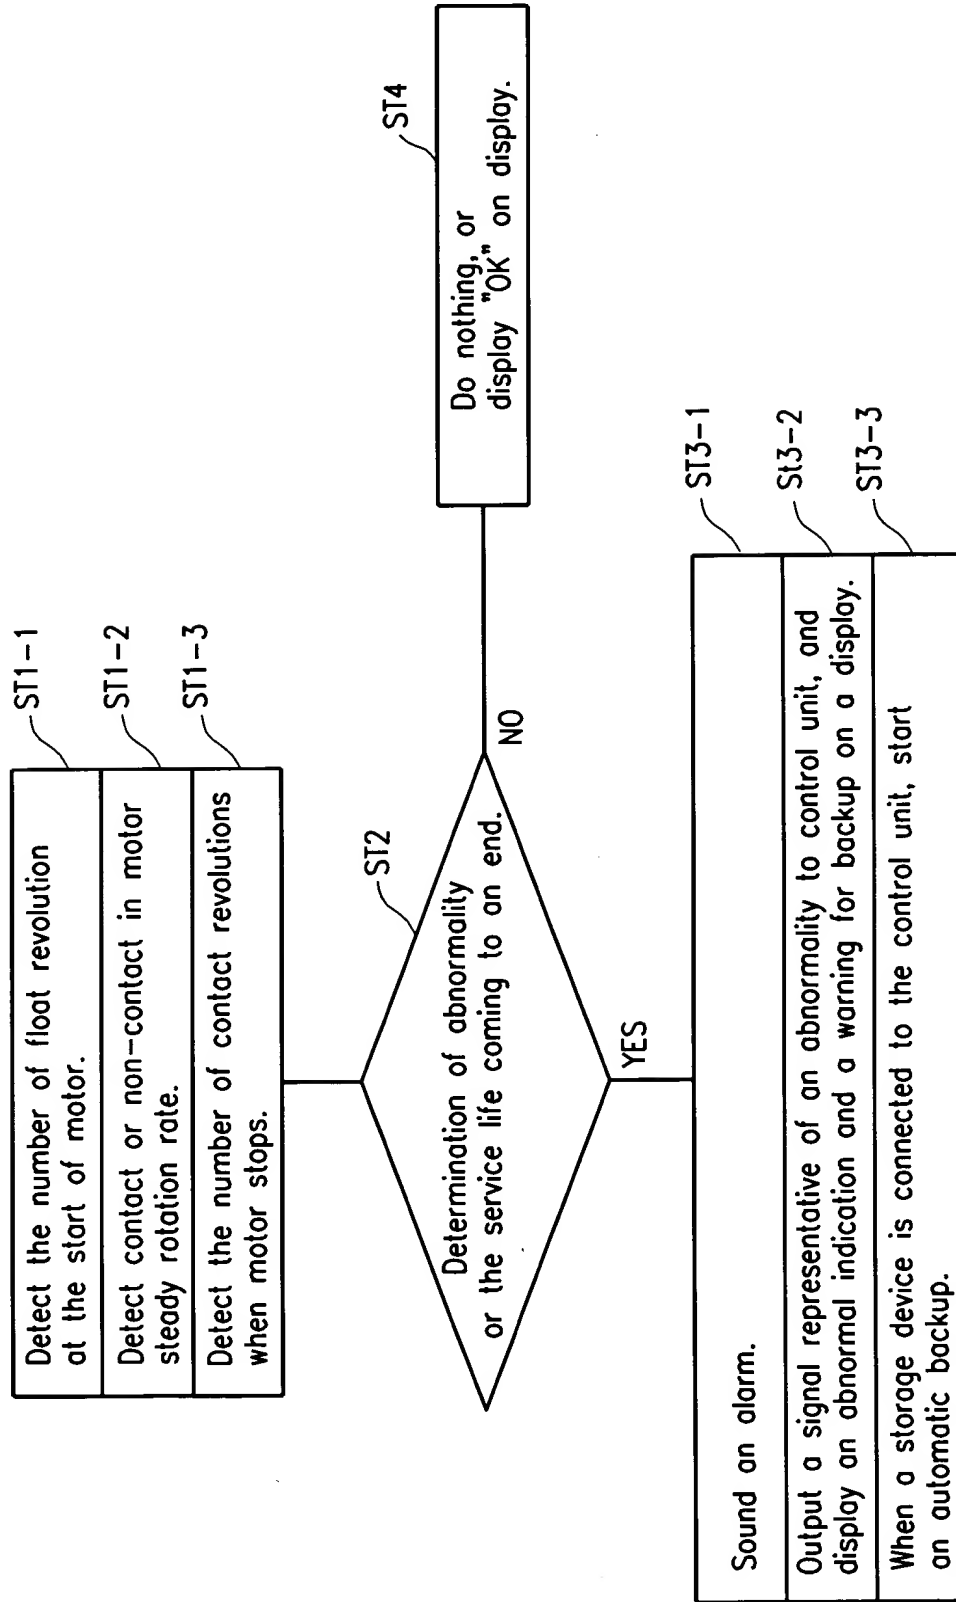 Detect the number of float revolution
at the start of motor.
ST1-1
Detect contact or non-contact in motor
steady rotation rate.
ST1-2
Detect the number of contact revolutions
when motor stops.
ST1-3
ST2
Determination of abnormality
or the service life coming to an end.
NO
ST4
Do nothing, or
display "OK" on display.
YES
Sound an alarm.
ST3-1
Output a signal representative of an abnormality to control unit, and
display an abnormal indication and a warning for backup on a display.
St3-2
When a storage device is connected to the control unit, start
an automatic backup.
ST3-3